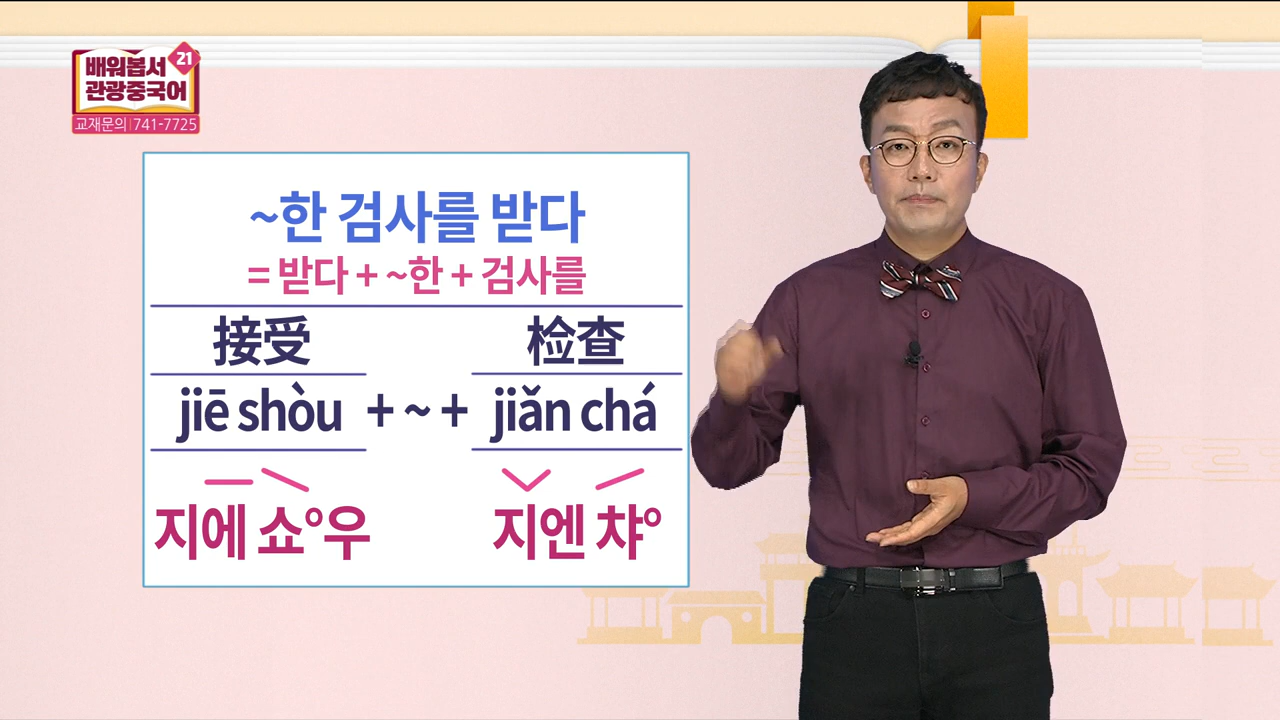 배워봅서 21
관광중국어
교재문의 | 741-7725
~한 검사를 받다
= 받다 + ~한 + 검사를
接受 检查
jiē shòu + ~ + jiǎn chá
지에 쇼°우 지엔 챠°